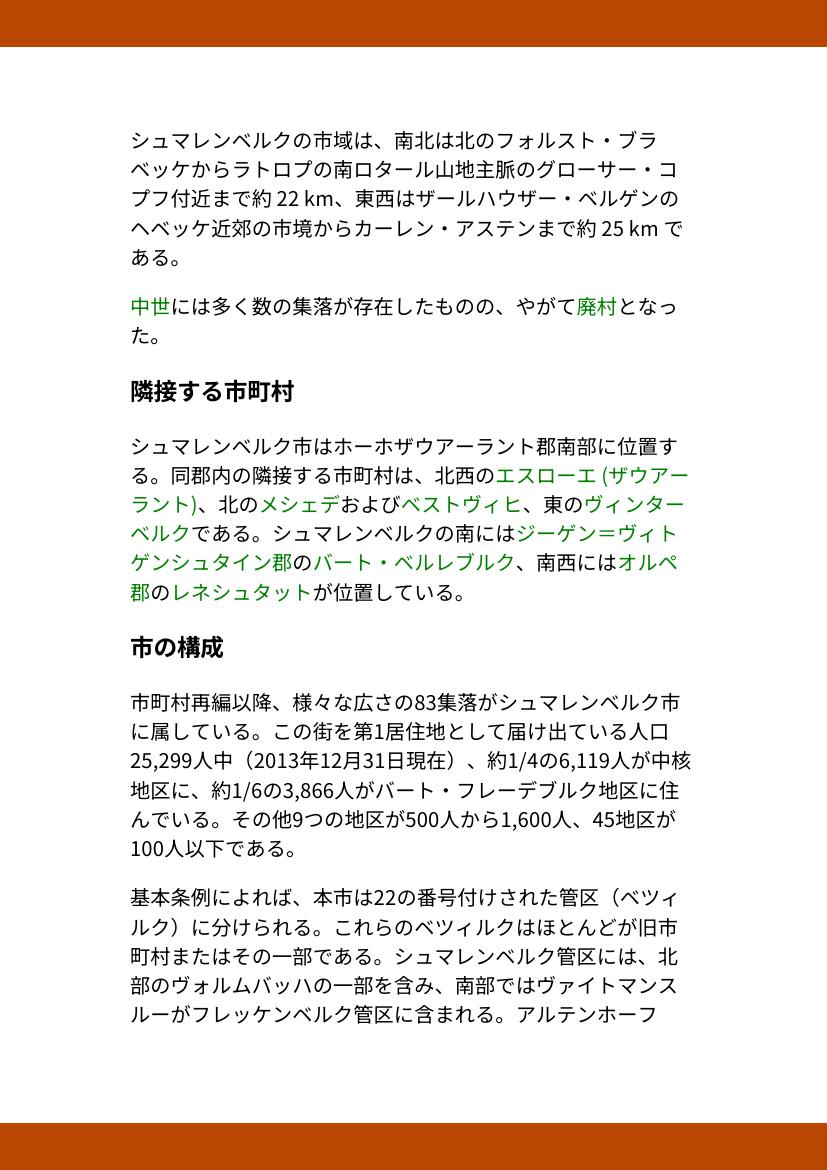 シュマレンベルクの市域は、南北は北のフォルスト・ブラ
ベッケからラトロプの南ロタール山地主脈のグローサー・コ
プフ付近まで約 22 km、東西はザールハウザー・ベルゲンの
ヘベッケ近郊の市境からカーレン・アステンまで約 25 km で
ある。
中世には多く数の集落が存在したものの、やがて廃村となっ
た。
隣接する市町村
シュマレンベルク市はホーホザウアーラント郡南部に位置す
る。同郡内の隣接する市町村は、北西のエスローエ (ザウアー
ラント)、北のメシェデおよびベストヴィヒ、東のヴィンター
ベルクである。シュマレンベルクの南にはジーゲン＝ヴィト
ゲンシュタイン郡のバート・ベルレブルク、南西にはオルペ
郡のレネシュタットが位置している。
市の構成
市町村再編以降、様々な広さの83集落がシュマレンベルク市
に属している。この街を第1居住地として届け出ている人口
25,299人中（2013年12月31日現在）、約1/4の6,119人が中核
地区に、約1/6の3,866人がバート・フレーデブルク地区に住
んでいる。その他9つの地区が500人から1,600人、45地区が
100人以下である。
基本条例によれば、本市は22の番号付けされた管区（ベツィ
ルク）に分けられる。これらのベツィルクはほとんどが旧市
町村またはその一部である。シュマレンベルク管区には、北
部のヴォルムバッハの一部を含み、南部ではヴァイトマンス
ルーがフレッケンベルク管区に含まれる。アルテンホーフ